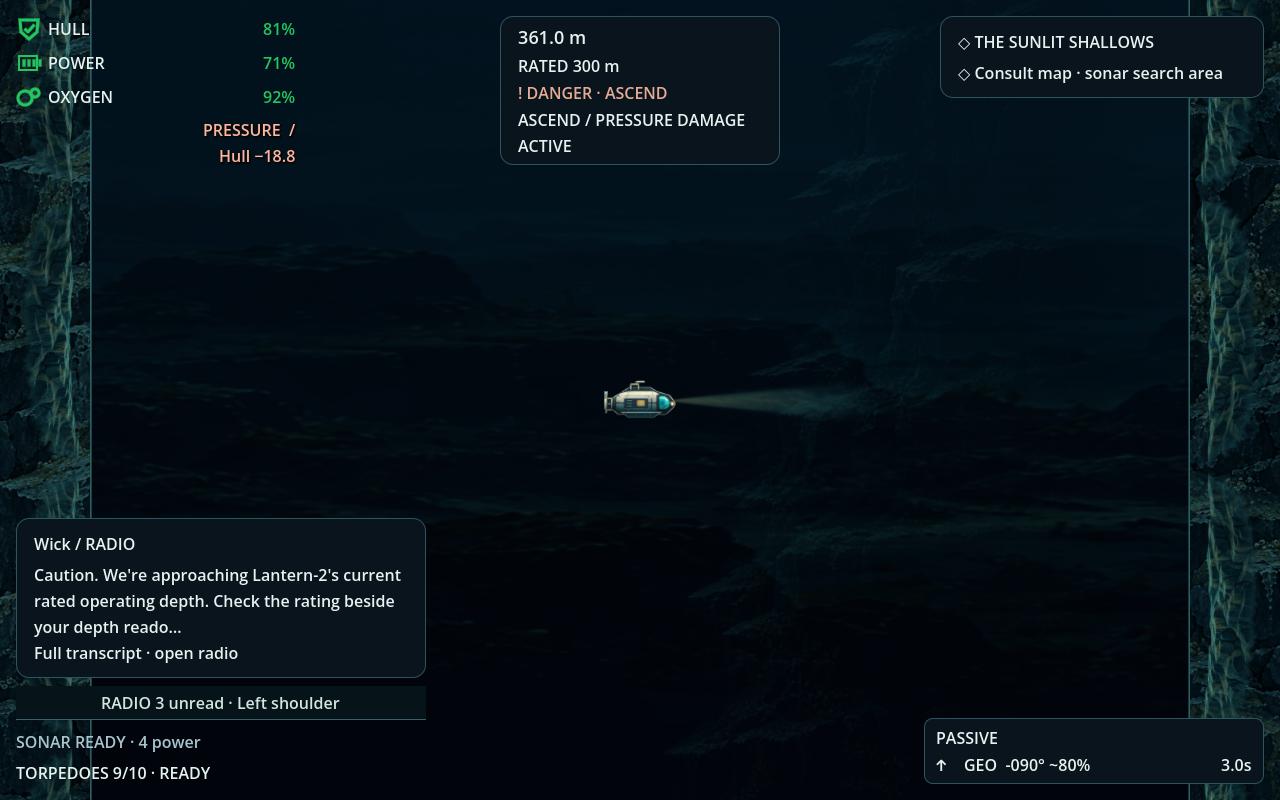 HULL 81%
POWER 71%
OXYGEN 92%
PRESSURE /
Hull −18.8
361.0 m
RATED 300 m
! DANGER · ASCEND
ASCEND / PRESSURE DAMAGE
ACTIVE
◇ THE SUNLIT SHALLOWS
◇ Consult map · sonar search area
Wick / RADIO
Caution. We're approaching Lantern-2's current
rated operating depth. Check the rating beside
your depth reado...
Full transcript · open radio
RADIO 3 unread · Left shoulder
SONAR READY · 4 power
TORPEDOES 9/10 · READY
PASSIVE
↑ GEO -090° ~80% 3.0s